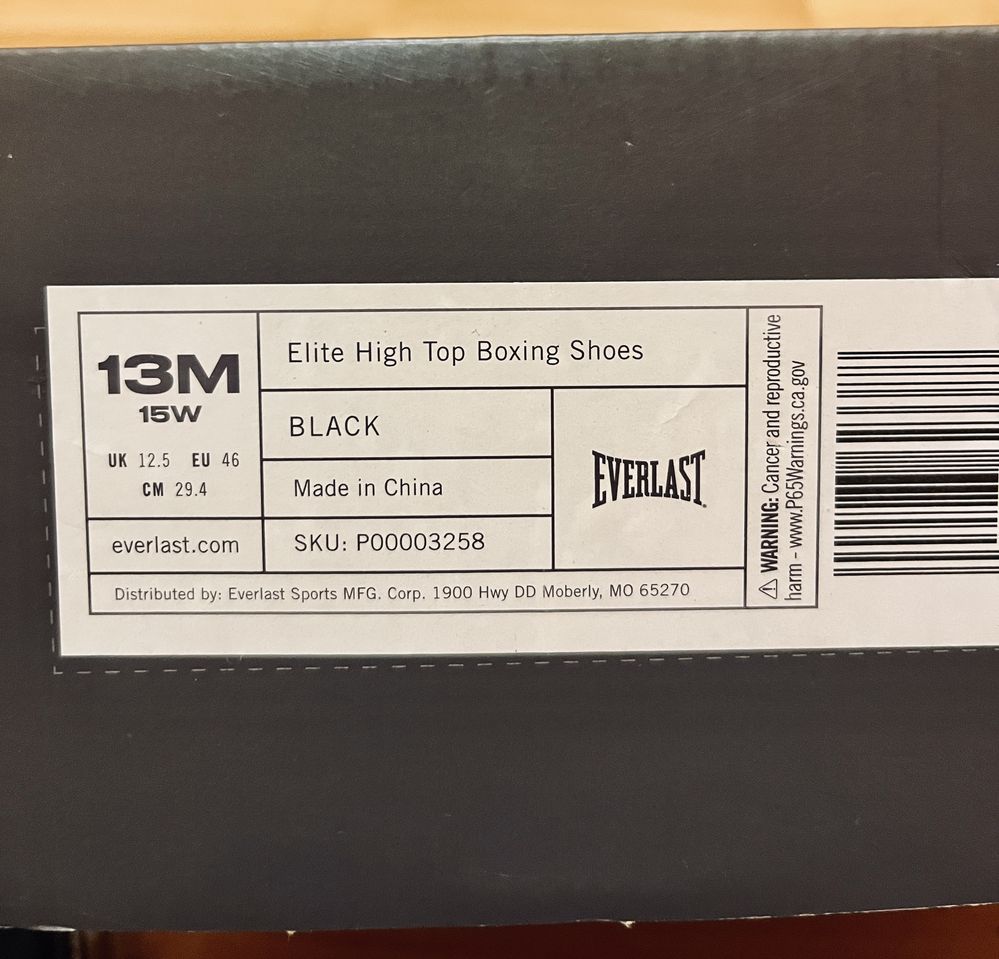 13M
15W
UK 12.5 EU 46
CM 29.4
everlast.com
Elite High Top Boxing Shoes
BLACK
Made in China
SKU: P00003258
EVERLAST.
Distributed by: Everlast Sports MFG. Corp. 1900 Hwy DD Moberly, MO 65270
⚠ WARNING: Cancer and reproductive
harm - www.P65Warnings.ca.gov